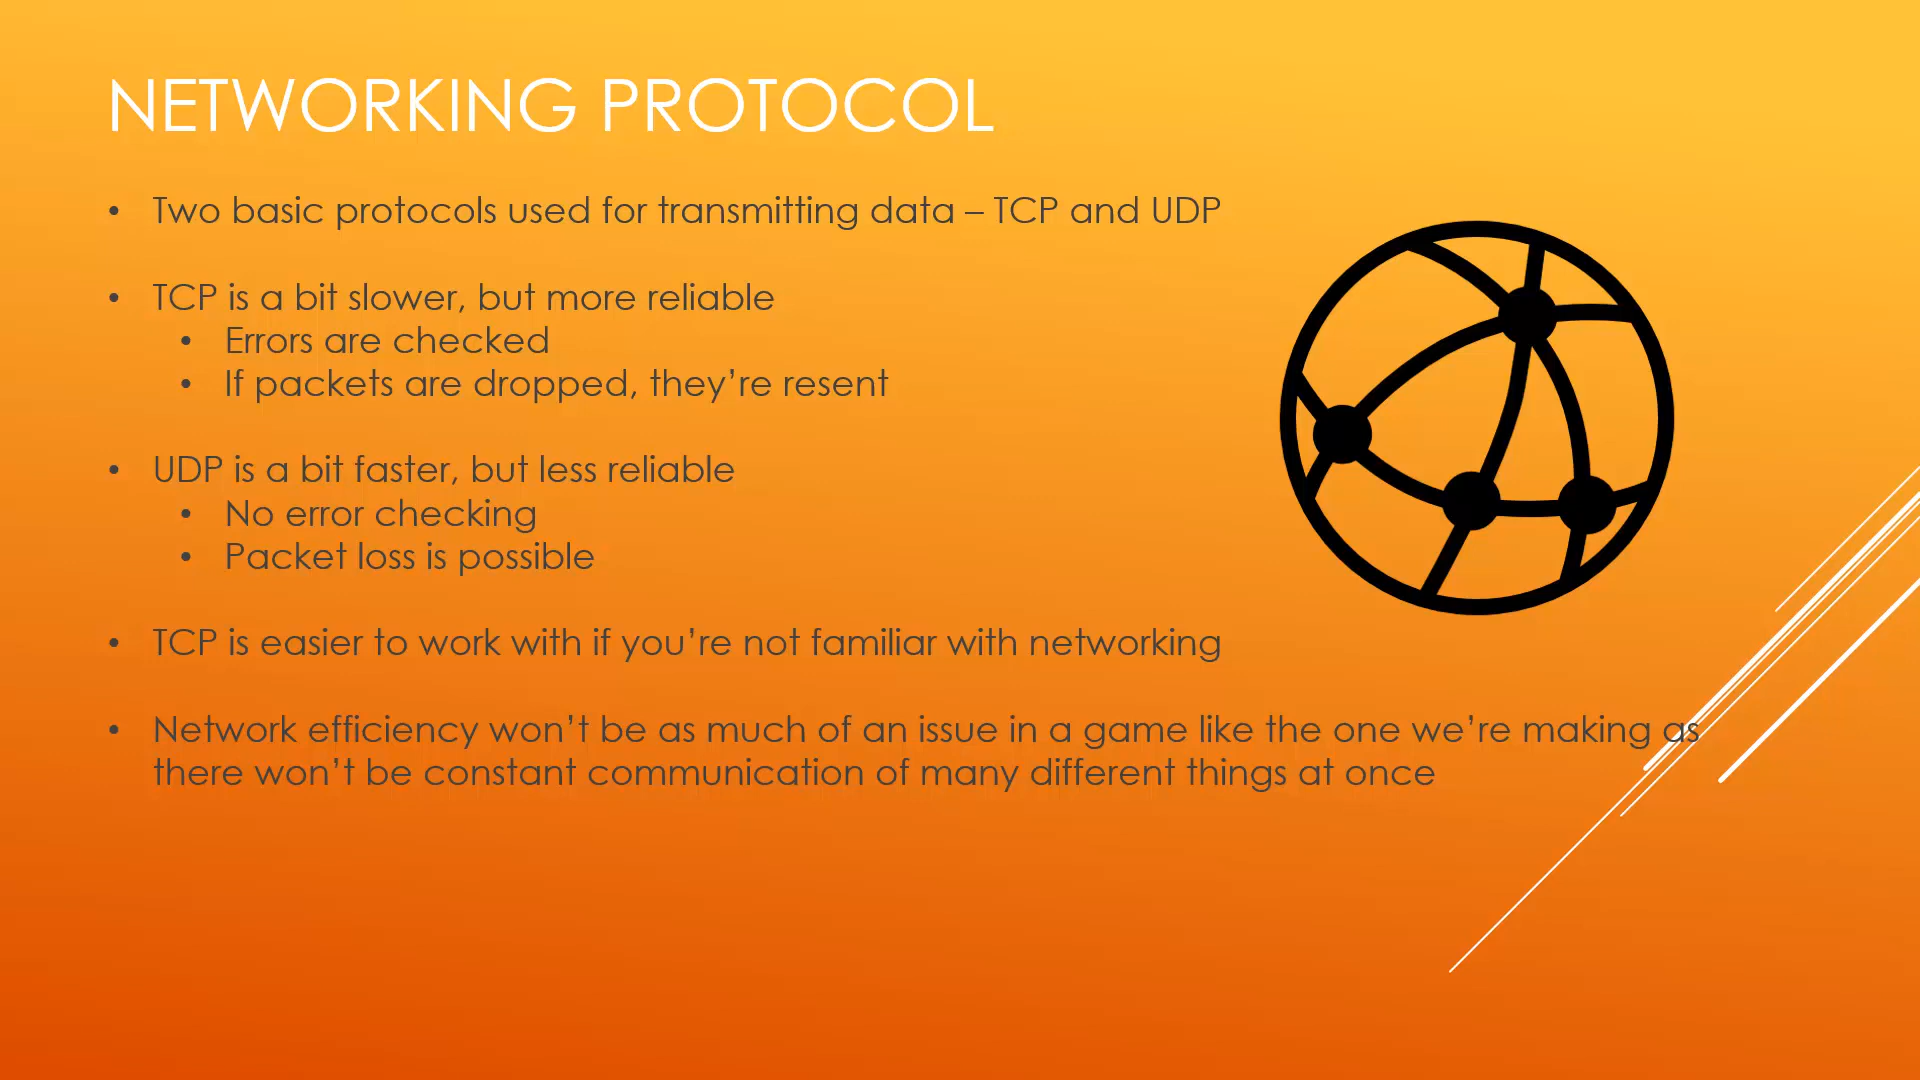 NETWORKING PROTOCOL
• Two basic protocols used for transmitting data – TCP and UDP
• TCP is a bit slower, but more reliable
• Errors are checked
• If packets are dropped, they’re resent
• UDP is a bit faster, but less reliable
• No error checking
• Packet loss is possible
• TCP is easier to work with if you’re not familiar with networking
• Network efficiency won’t be as much of an issue in a game like the one we’re making as
there won’t be constant communication of many different things at once